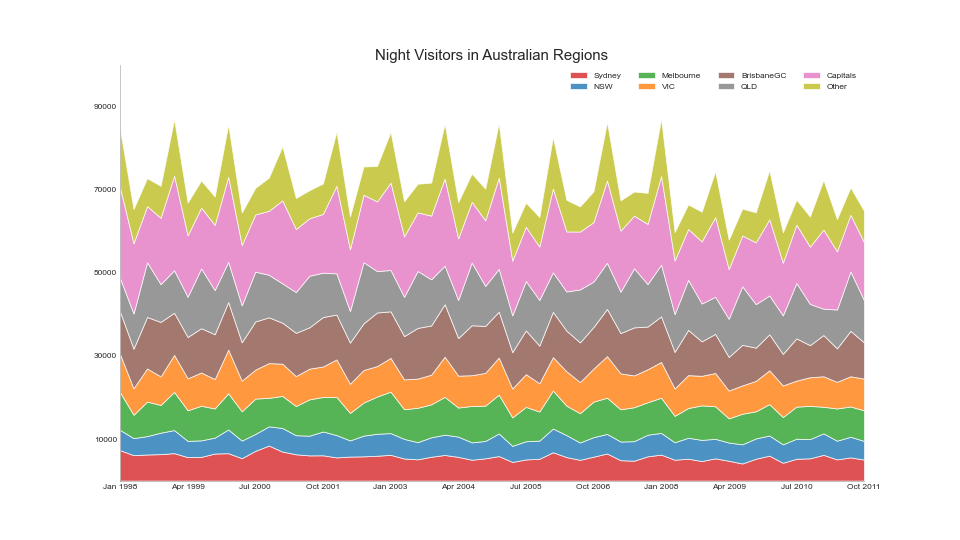 Night Visitors in Australian Regions
Sydney Melbourne BrisbaneGC Capitals
NSW VIC QLD Other
90000
70000
50000
30000
10000
Jan 1998 Apr 1999 Jul 2000 Oct 2001 Jan 2003 Apr 2004 Jul 2005 Oct 2006 Jan 2008 Apr 2009 Jul 2010 Oct 2011